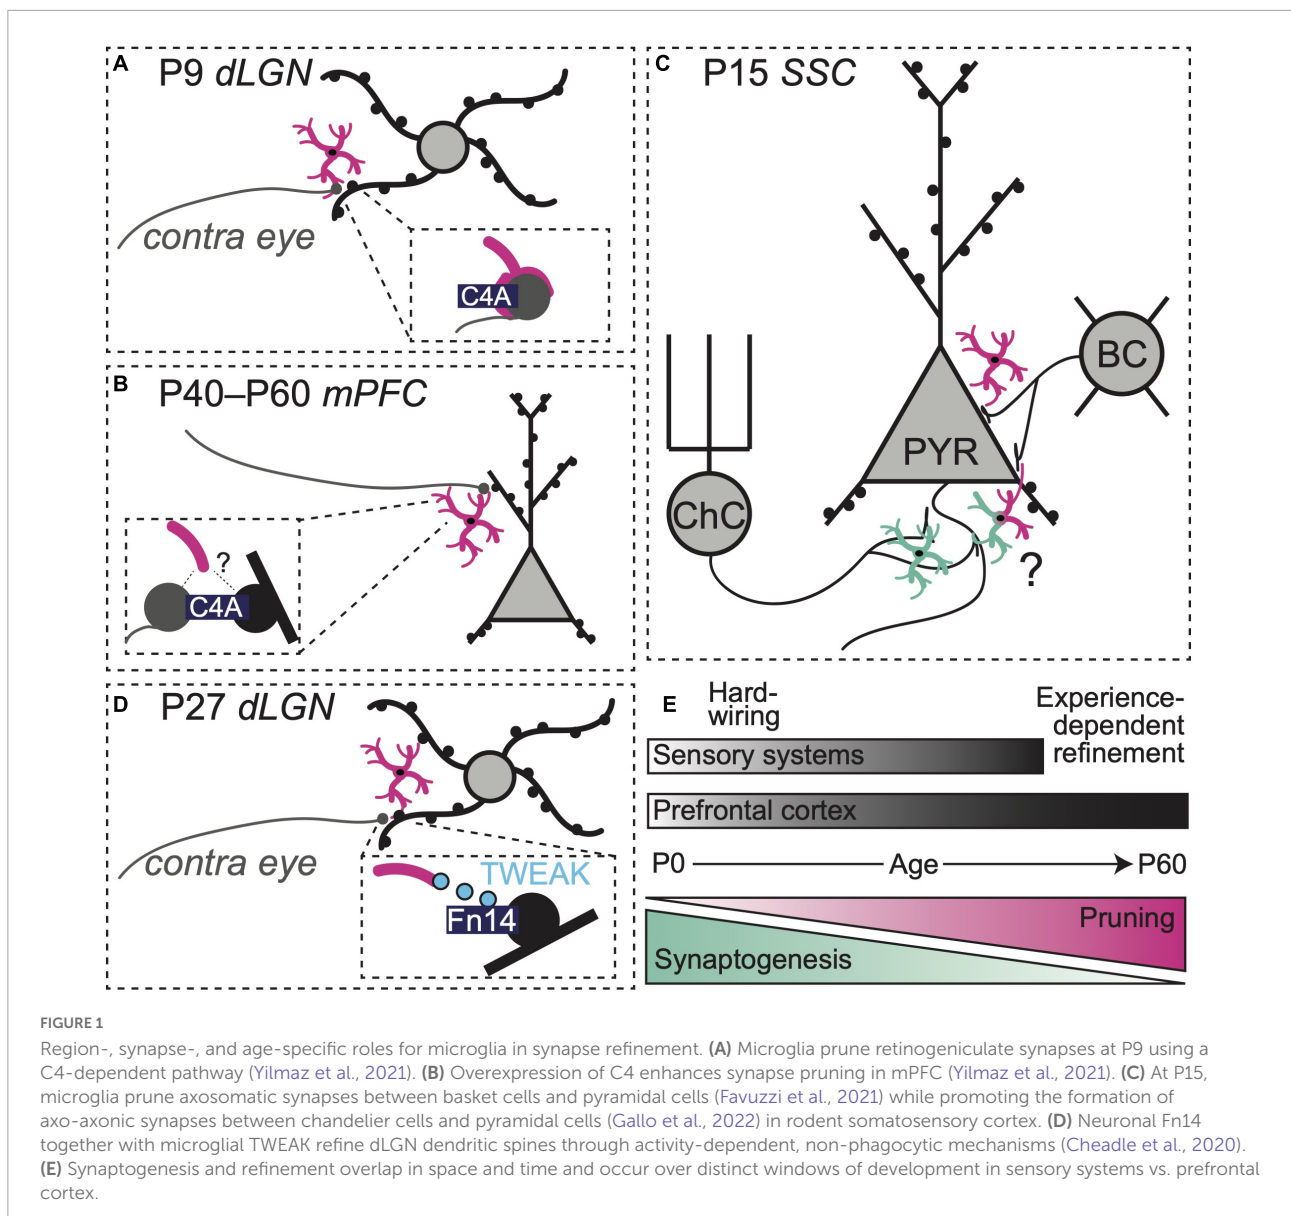 A P9 dLGN
contra eye
C4A
B P40–P60 mPFC
?
C4A
C P15 SSC
BC
PYR
ChC
?
D P27 dLGN
contra eye
TWEAK
Fn14
E
Hard-
wiring
Experience-
dependent
refinement
Sensory systems
Prefrontal cortex
P0 Age P60
Pruning
Synaptogenesis
FIGURE 1
Region-, synapse-, and age-specific roles for microglia in synapse refinement. (A) Microglia prune retinogeniculate synapses at P9 using a
C4-dependent pathway (Yilmaz et al., 2021). (B) Overexpression of C4 enhances synapse pruning in mPFC (Yilmaz et al., 2021). (C) At P15,
microglia prune axosomatic synapses between basket cells and pyramidal cells (Favuzzi et al., 2021) while promoting the formation of
axo-axonic synapses between chandelier cells and pyramidal cells (Gallo et al., 2022) in rodent somatosensory cortex. (D) Neuronal Fn14
together with microglial TWEAK refine dLGN dendritic spines through activity-dependent, non-phagocytic mechanisms (Cheadle et al., 2020).
(E) Synaptogenesis and refinement overlap in space and time and occur over distinct windows of development in sensory systems vs. prefrontal
cortex.